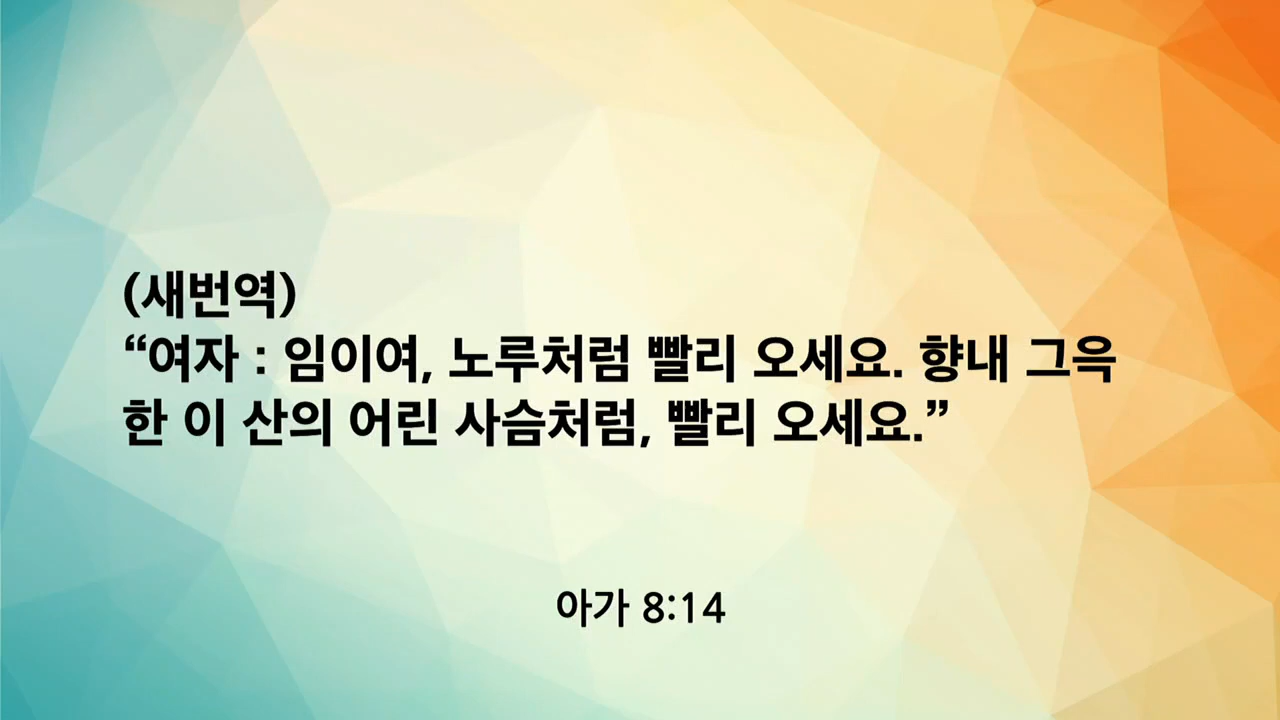 (새번역)
“여자 : 임이여, 노루처럼 빨리 오세요. 향내 그윽
한 이 산의 어린 사슴처럼, 빨리 오세요.”
아가 8:14